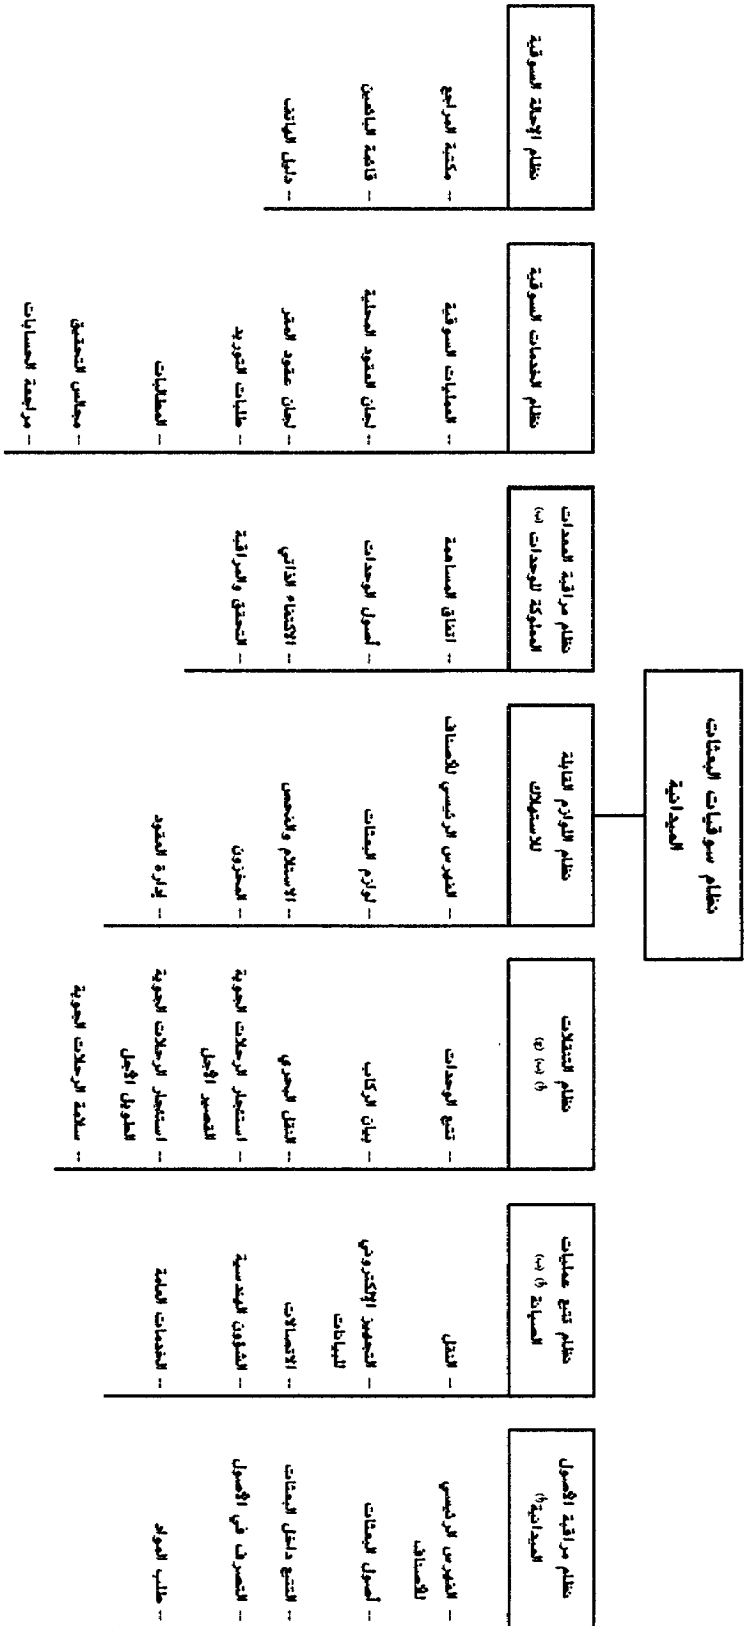 نظام سوقيات البعثات
الميدانية
نظام مراقبة الأصول
الميدانية (أ)
-- الفهرس الرئيسي
للأصناف
-- أصول البعثات
-- التتبع داخل البعثات
-- التصرف في الأصول
-- طلب المواد
نظام تتبع عمليات
الصيانة (أ) (ب)
-- النقل
-- التجهيز الإلكتروني
للبيانات
-- الاتصالات
-- الشؤون الهندسية
-- الخدمات العامة
نظام التنقلات
(أ) (ب) (ج)
-- تتبع الوحدات
-- بيان الركاب
-- النقل البحري
-- استئجار الرحلات الجوية
القصير الأجل
-- استئجار الرحلات الجوية
الطويل الأجل
-- سلامة الرحلات الجوية
نظام اللوازم القابلة
للاستهلاك
-- الفهرس الرئيسي للأصناف
-- لوازم البعثات
-- الاستلام والفحص
-- المخزون
-- إدارة العقود
نظام مراقبة المعدات
المملوكة للوحدات (ب)
-- اتفاق المساهمة
-- أصول الوحدات
-- الاكتفاء الذاتي
-- التحقق والمراقبة
نظام الخدمات السوقية
-- العمليات السوقية
-- لجان العقود المحلية
-- لجان عقود المقر
-- طلبات التوريد
-- المطالبات
-- مجالس التحقيق
-- مراجعة الحسابات
نظام الإحالة السوقية
-- مكتبة المراجع
-- قائمة البائعين
-- دليل الهاتف